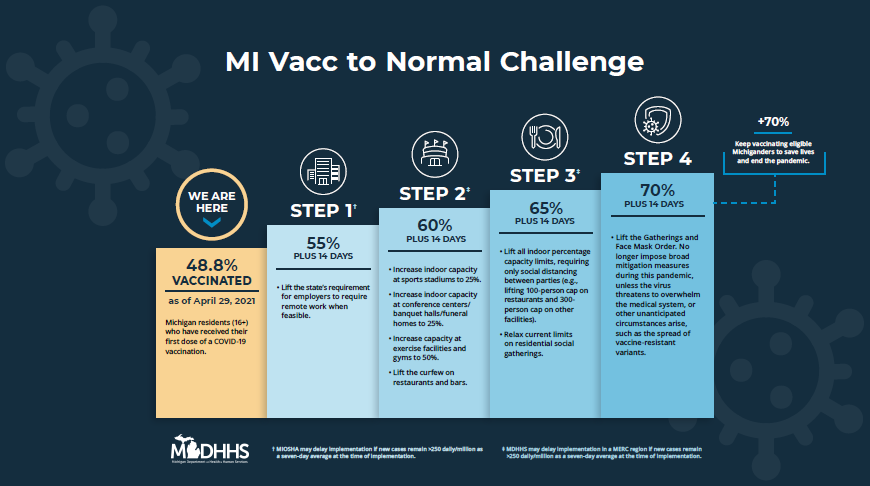 MI Vacc to Normal Challenge
WE ARE
HERE
48.8%
VACCINATED
as of April 29, 2021
Michigan residents (16+)
who have received their
first dose of a COVID-19
vaccination.
STEP 1†
55%
PLUS 14 DAYS
• Lift the state's requirement
for employers to require
remote work when
feasible.
STEP 2‡
60%
PLUS 14 DAYS
• Increase indoor capacity
at sports stadiums to 25%.
• Increase indoor capacity
at conference centers/
banquet halls/funeral
homes to 25%.
• Increase capacity at
exercise facilities and
gyms to 50%.
• Lift the curfew on
restaurants and bars.
STEP 3‡
65%
PLUS 14 DAYS
• Lift all indoor percentage
capacity limits, requiring
only social distancing
between parties (e.g.,
lifting 100-person cap on
restaurants and 300-
person cap on other
facilities).
• Relax current limits
on residential social
gatherings.
STEP 4
70%
PLUS 14 DAYS
• Lift the Gatherings and
Face Mask Order. No
longer impose broad
mitigation measures
during this pandemic,
unless the virus
threatens to overwhelm
the medical system, or
other unanticipated
circumstances arise,
such as the spread of
vaccine-resistant
variants.
+70%
Keep vaccinating eligible
Michiganders to save lives
and end the pandemic.
MDHHS
Michigan Department of Health & Human Services
† MIOSHA may delay implementation if new cases remain >250 daily/million as
a seven-day average at the time of implementation.
‡ MDHHS may delay implementation in a MERC region if new cases remain
>250 daily/million as a seven-day average at the time of implementation.